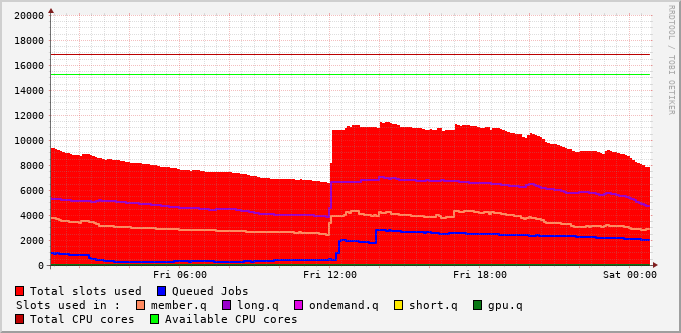 20000
18000
16000
14000
12000
10000
8000
6000
4000
2000
0
Fri 06:00 Fri 12:00 Fri 18:00 Sat 00:00
Total slots used Queued Jobs
Slots used in : member.q long.q ondemand.q short.q gpu.q
Total CPU cores Available CPU cores
RRDTOOL / TOBI OETIKER